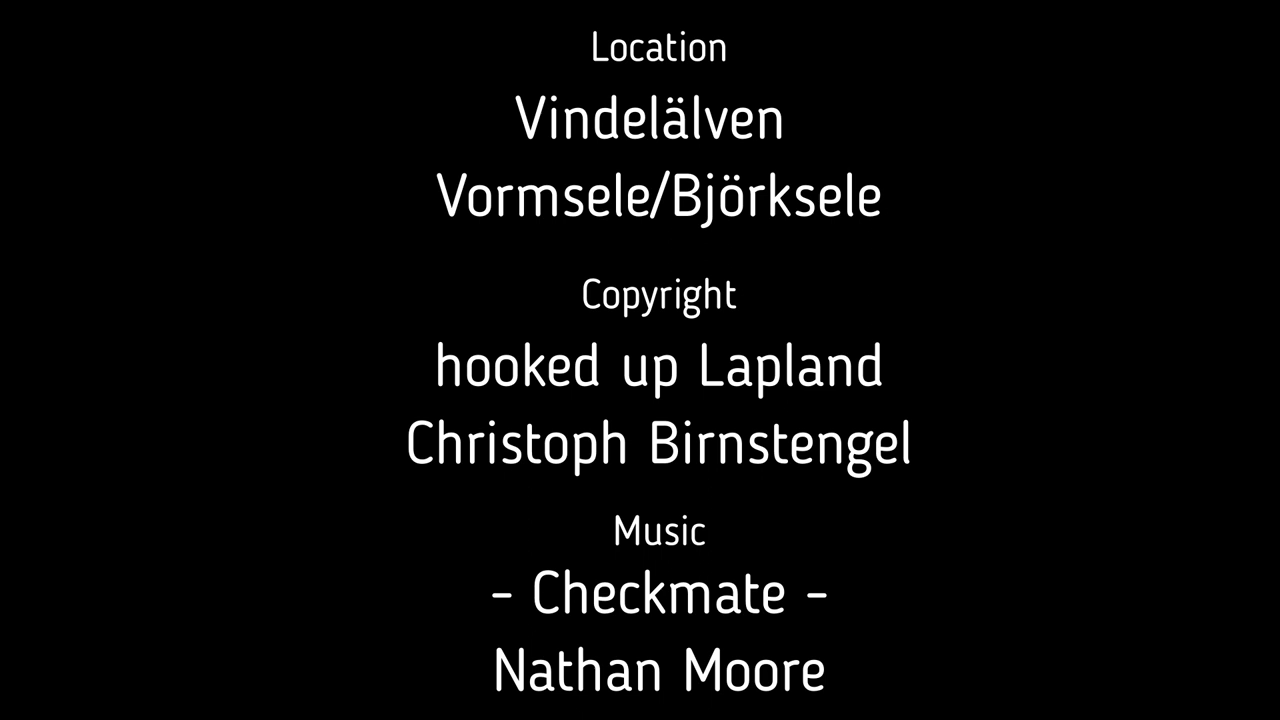 Location
Vindelälven
Vormsele/Björksele
Copyright
hooked up Lapland
Christoph Birnstengel
Music
- Checkmate -
Nathan Moore